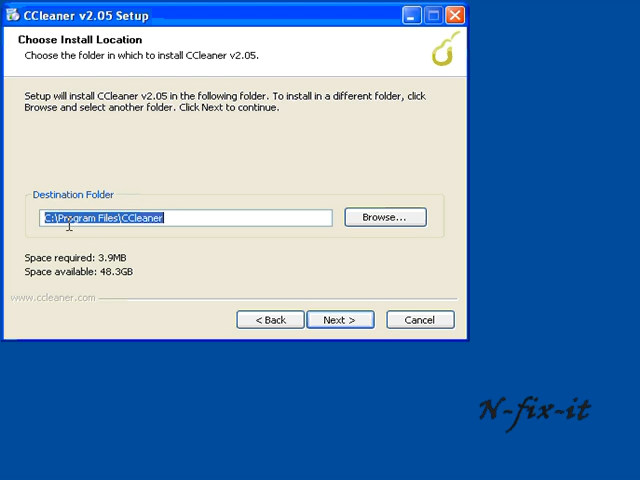 CCleaner v2.05 Setup
Choose Install Location
Choose the folder in which to install CCleaner v2.05.
Setup will install CCleaner v2.05 in the following folder. To install in a different folder, click
Browse and select another folder. Click Next to continue.
Destination Folder
C:\Program Files\CCleaner
Browse...
Space required: 3.9MB
Space available: 48.3GB
www.ccleaner.com
< Back
Next >
Cancel
N-fix-it